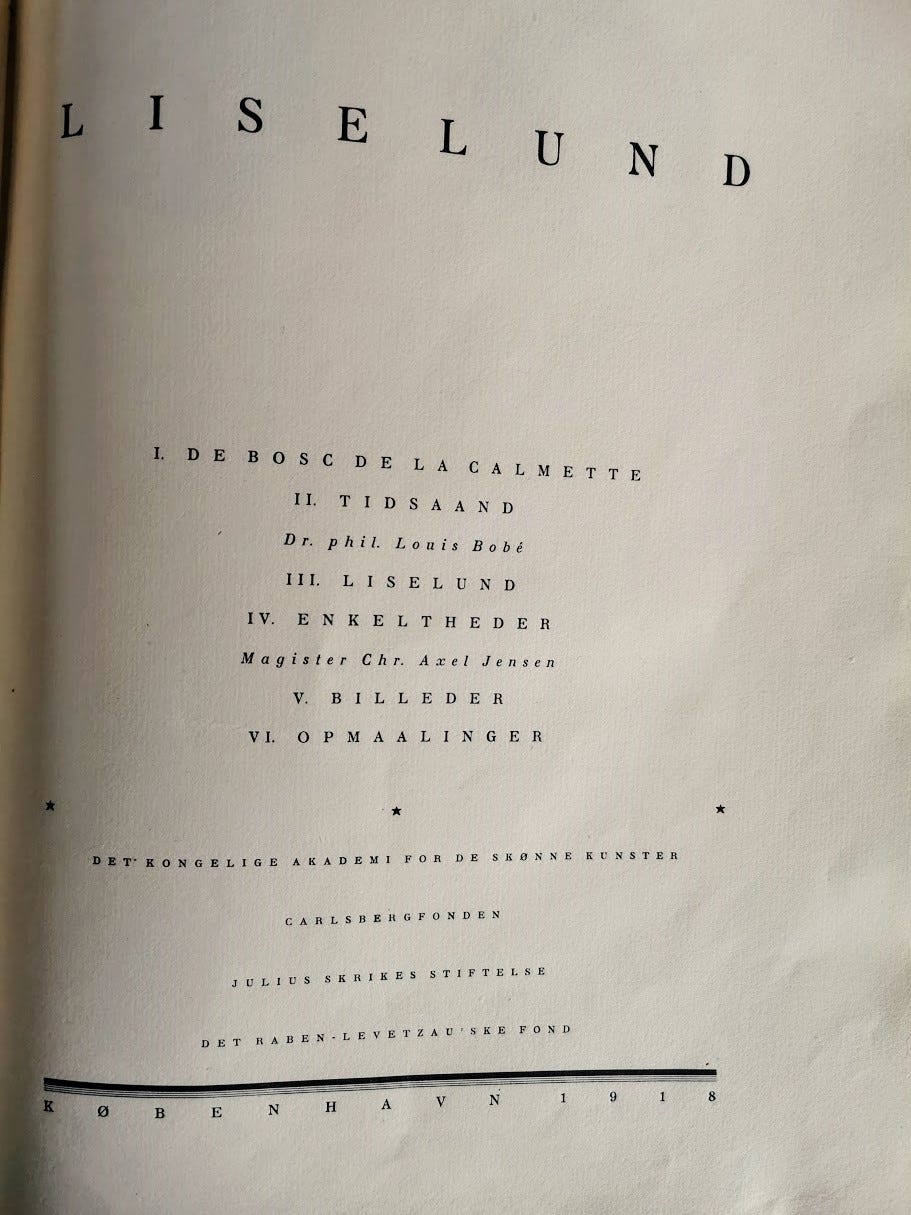 LISELUND
I. DE BOSC DE LA CALMETTE
II. TIDSAAND
Dr. phil. Louis Bobé
III. LISELUND
IV. ENKELTHEDER
Magister Chr. Axel Jensen
V. BILLEDER
VI. OPMAALINGER
★ ★ ★
DET KONGELIGE AKADEMI FOR DE SKØNNE KUNSTER
CARLSBERGFONDEN
JULIUS SKRIKES STIFTELSE
DET RABEN-LEVETZAU'SKE FOND
KØBENHAVN 1918